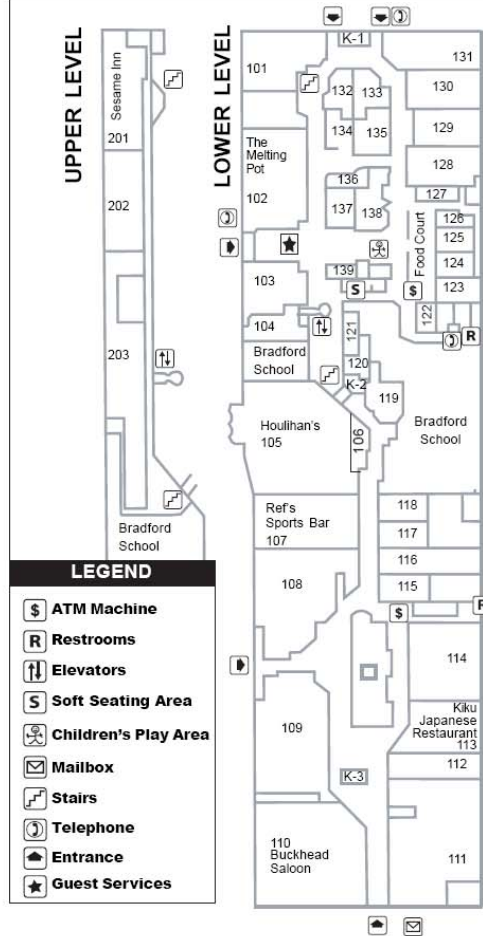 UPPER LEVEL
Sesame Inn
201
202
203
Bradford
School
LOWER LEVEL
K-1
101
131
132
133
130
134
135
129
The
Melting
Pot
102
128
136
127
137
138
126
125
Food Court
124
103
139
S
$
123
104
121
122
R
Bradford
School
120
K-2
119
Houlihan's
105
106
Bradford
School
Ref's
Sports Bar
107
118
117
108
116
115
$
R
114
109
Kiku
Japanese
Restaurant
113
K-3
112
110
Buckhead
Saloon
111
LEGEND
$ ATM Machine
R Restrooms
Elevators
S Soft Seating Area
Children's Play Area
Mailbox
Stairs
Telephone
Entrance
Guest Services